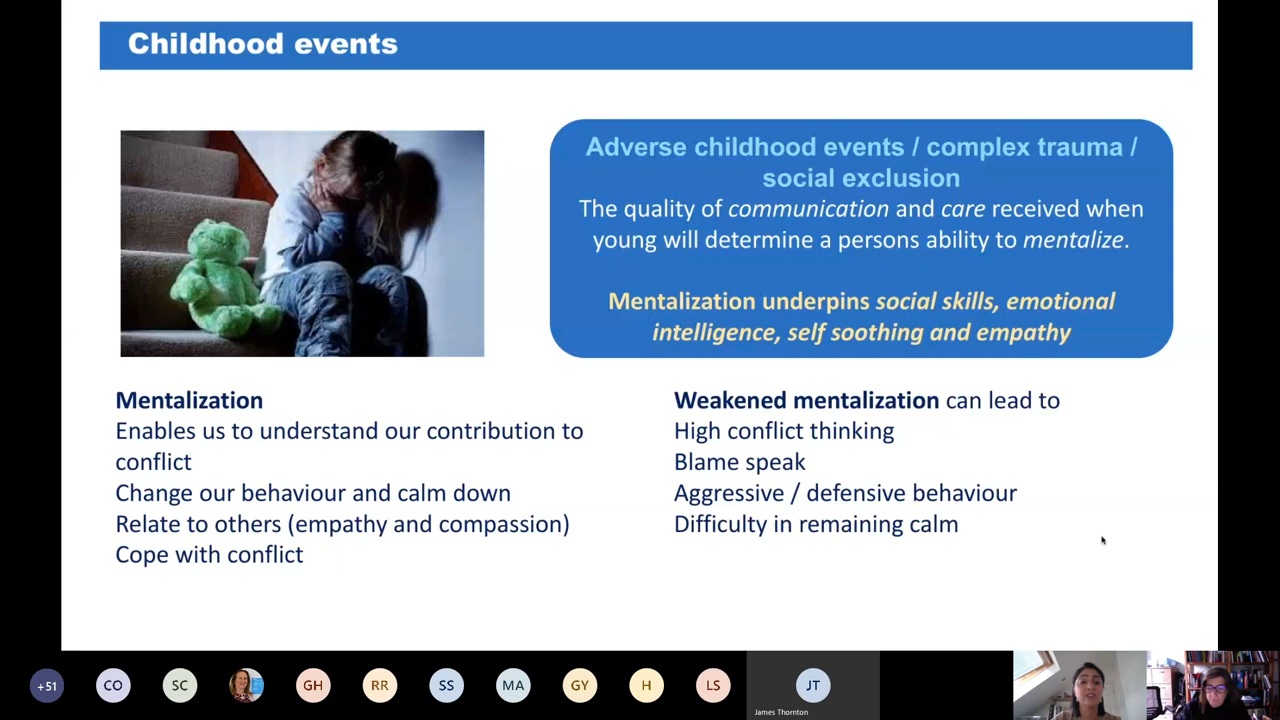 Childhood events
Adverse childhood events / complex trauma /
social exclusion
The quality of communication and care received when
young will determine a persons ability to mentalize.
Mentalization underpins social skills, emotional
intelligence, self soothing and empathy
Mentalization
Enables us to understand our contribution to
conflict
Change our behaviour and calm down
Relate to others (empathy and compassion)
Cope with conflict
Weakened mentalization can lead to
High conflict thinking
Blame speak
Aggressive / defensive behaviour
Difficulty in remaining calm
+51
CO
SC
GH
RR
SS
MA
GY
H
LS
JT
James Thornton